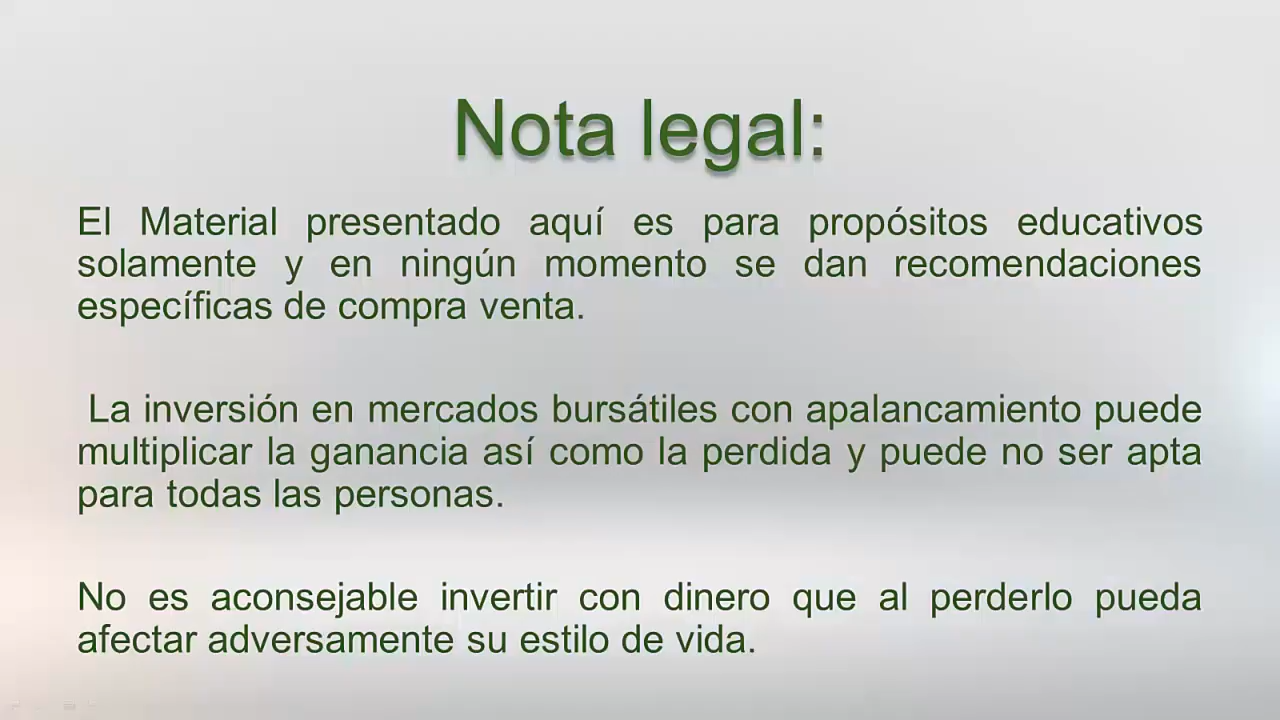 Nota legal:
El Material presentado aquí es para propósitos educativos
solamente y en ningún momento se dan recomendaciones
específicas de compra venta.
La inversión en mercados bursátiles con apalancamiento puede
multiplicar la ganancia así como la perdida y puede no ser apta
para todas las personas.
No es aconsejable invertir con dinero que al perderlo pueda
afectar adversamente su estilo de vida.